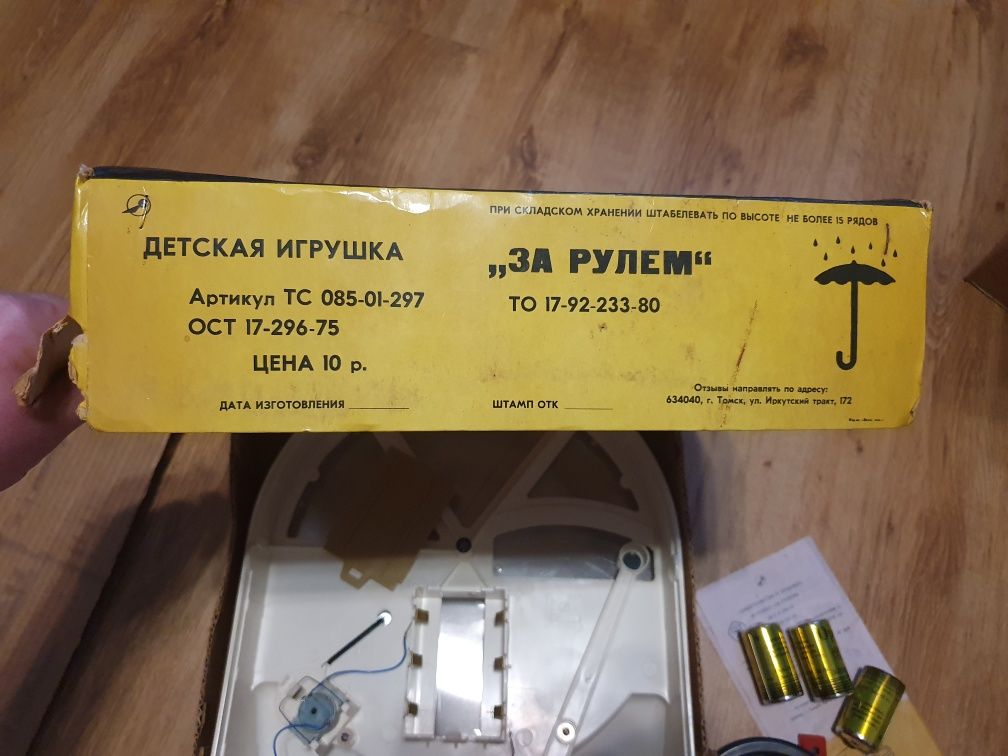 ПРИ СКЛАДСКОМ ХРАНЕНИИ ШТАБЕЛЕВАТЬ ПО ВЫСОТЕ НЕ БОЛЕЕ 15 РЯДОВ
ДЕТСКАЯ ИГРУШКА
„ЗА РУЛЕМ“
Артикул ТС 085-01-297
ТО 17-92-233-80
ОСТ 17-296-75
ЦЕНА 10 р.
Отзывы направлять по адресу:
634040, г. Томск, ул. Иркутский тракт, 172
ДАТА ИЗГОТОВЛЕНИЯ
ШТАМП ОТК